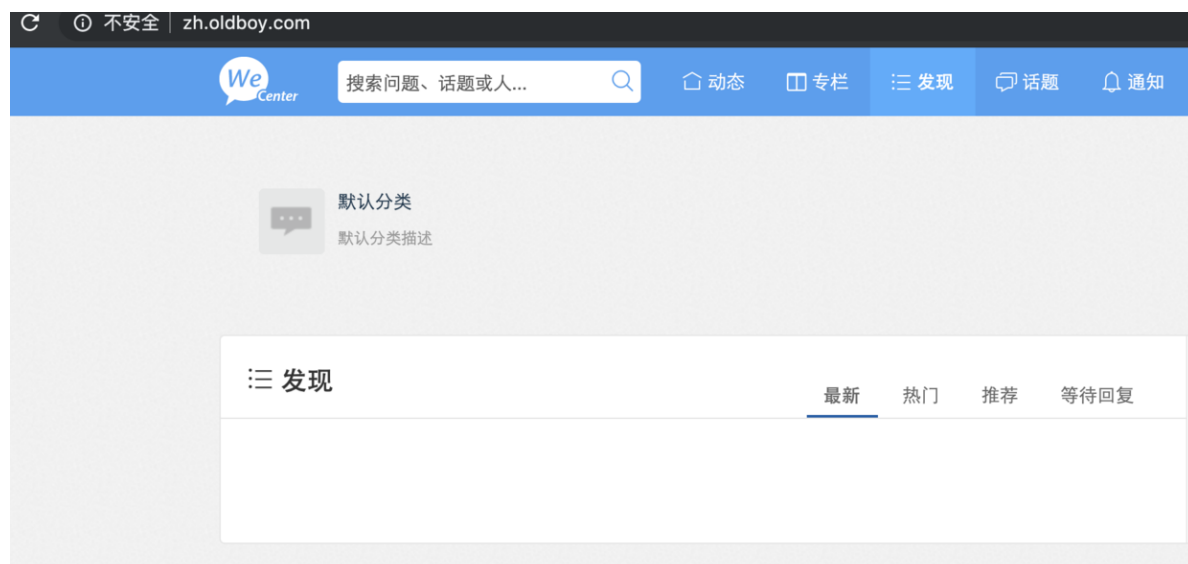 不安全 zh.oldboy.com
We Center 搜索问题、话题或人... 动态 专栏 发现 话题 通知
默认分类
默认分类描述
发现
最新 热门 推荐 等待回复